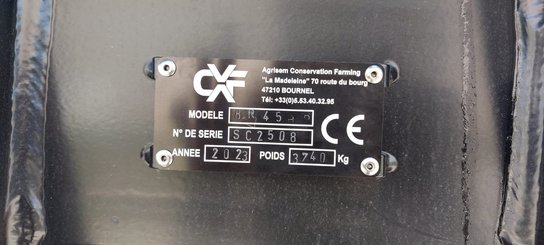 CXF
Agrisem Conservation Farming
"La Madeleine" 70 route du bourg
47210 BOURNEL
Tél: +33(0)5.53.40.32.95
MODELE
N° DE SERIE SC2508
CE
ANNEE 2023 POIDS 3740 Kg